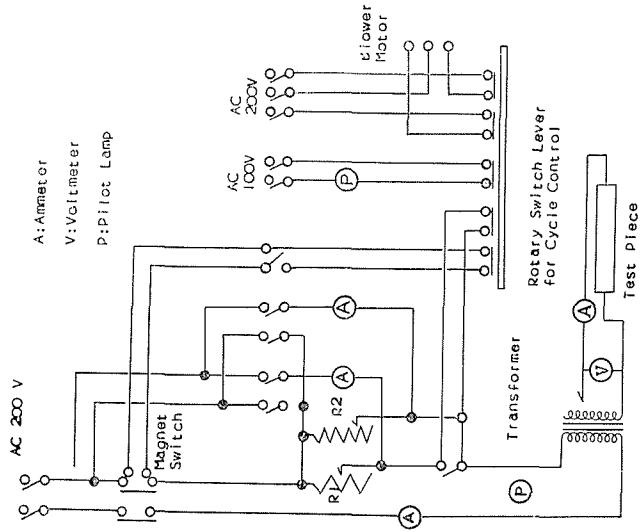 A:Ammeter
V:Voltmeter
P:Pilot Lamp
AC 200 V
AC
100V
AC
200V
Blower
Motor
Magnet
Switch
A
A
P
R1
R2
Rotary Switch Lever
for Cycle Control
Transformer
A
P
V
A
Test Piece